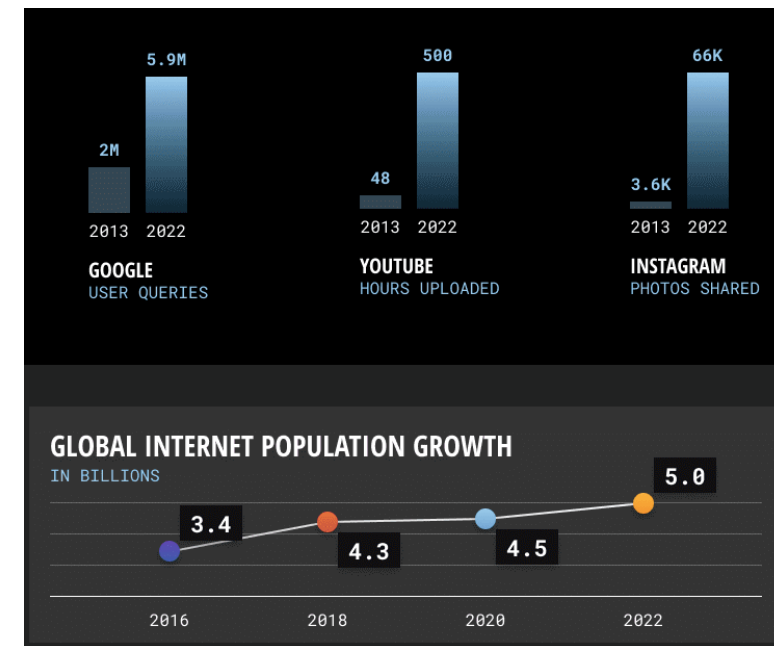 5.9M
500
66K
2M
48
3.6K
2013 2022
2013 2022
2013 2022
GOOGLE
USER QUERIES
YOUTUBE
HOURS UPLOADED
INSTAGRAM
PHOTOS SHARED
GLOBAL INTERNET POPULATION GROWTH
IN BILLIONS
3.4
4.3
4.5
5.0
2016 2018 2020 2022